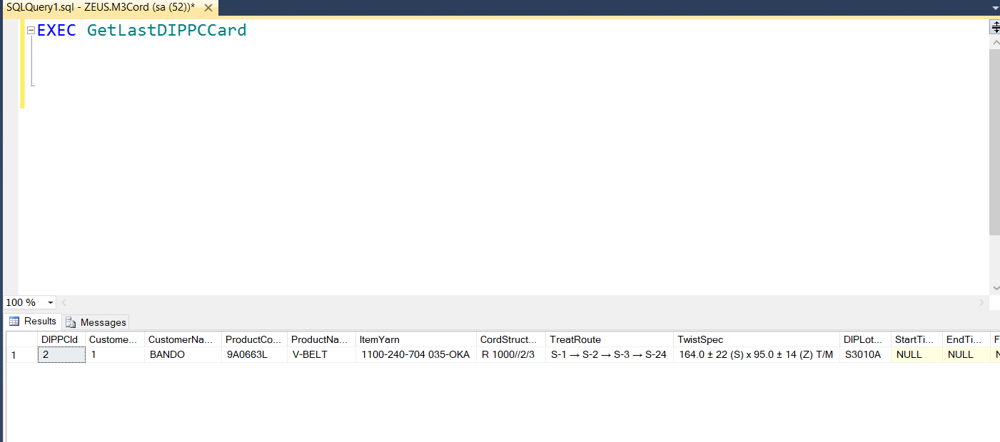 SQLQuery1.sql - ZEUS.M3Cord (sa (52))*
EXEC GetLastDIPPCCard
100 %
Results Messages
DIPPCId Custome... CustomerNa... ProductCo... ProductNa... ItemYarn CordStruct... TreatRoute TwistSpec DIPLot... StartTi... EndTi... F
1 2 1 BANDO 9A0663L V-BELT 1100-240-704 035-OKA R 1000//2/3 S-1 → S-2 → S-3 → S-24 164.0 ± 22 (S) x 95.0 ± 14 (Z) T/M S3010A NULL NULL N